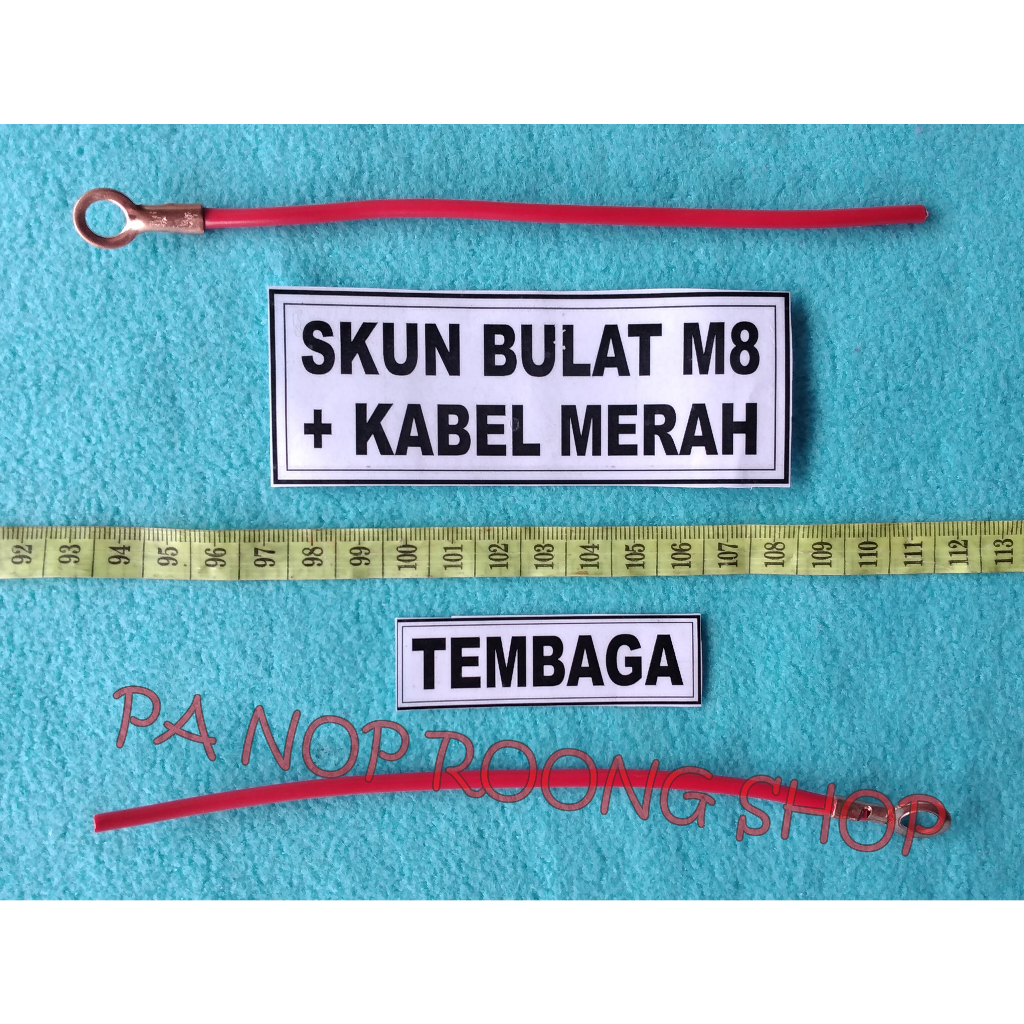 SKUN BULAT M8
+ KABEL MERAH
92 93 94 95 96 97 98 99 100 101 102 103 104 105 106 107 108 109 110 111 112 113
TEMBAGA
PA NOP ROONG SHOP